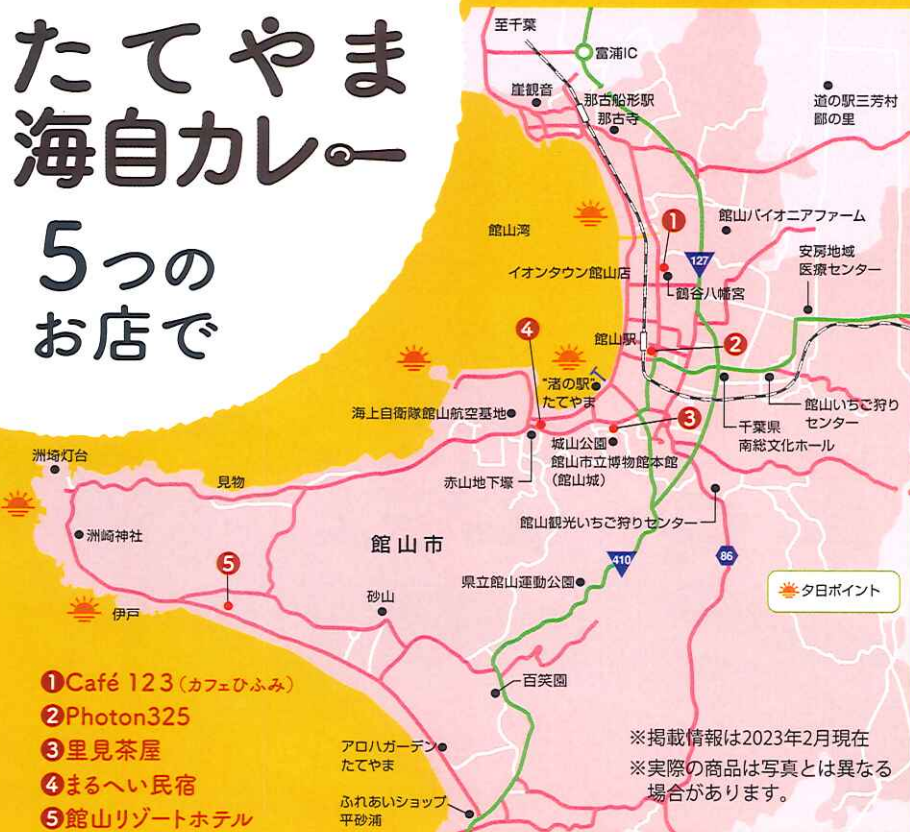 たてやま
海自カレー
5つの
お店で
至千葉
富浦IC
崖観音
那古船形駅
那古寺
道の駅三芳村
鄙の里
館山湾
1
館山パイオニアファーム
イオンタウン館山店
127
安房地域
医療センター
鶴谷八幡宮
4
館山駅
2
"渚の駅"
たてやま
海上自衛隊館山航空基地
3
館山いちご狩り
センター
千葉県
南総文化ホール
城山公園
館山市立博物館本館
(館山城)
赤山地下壕
洲埼灯台
見物
館山観光いちご狩りセンター
洲崎神社
館山市
5
410
86
県立館山運動公園
夕日ポイント
伊戸
砂山
百笑園
アロハガーデン
たてやま
ふれあいショップ
平砂浦
❶Café 123(カフェひふみ)
❷Photon325
❸里見茶屋
❹まるへい民宿
❺館山リゾートホテル
※掲載情報は2023年2月現在
※実際の商品は写真とは異なる
場合があります。